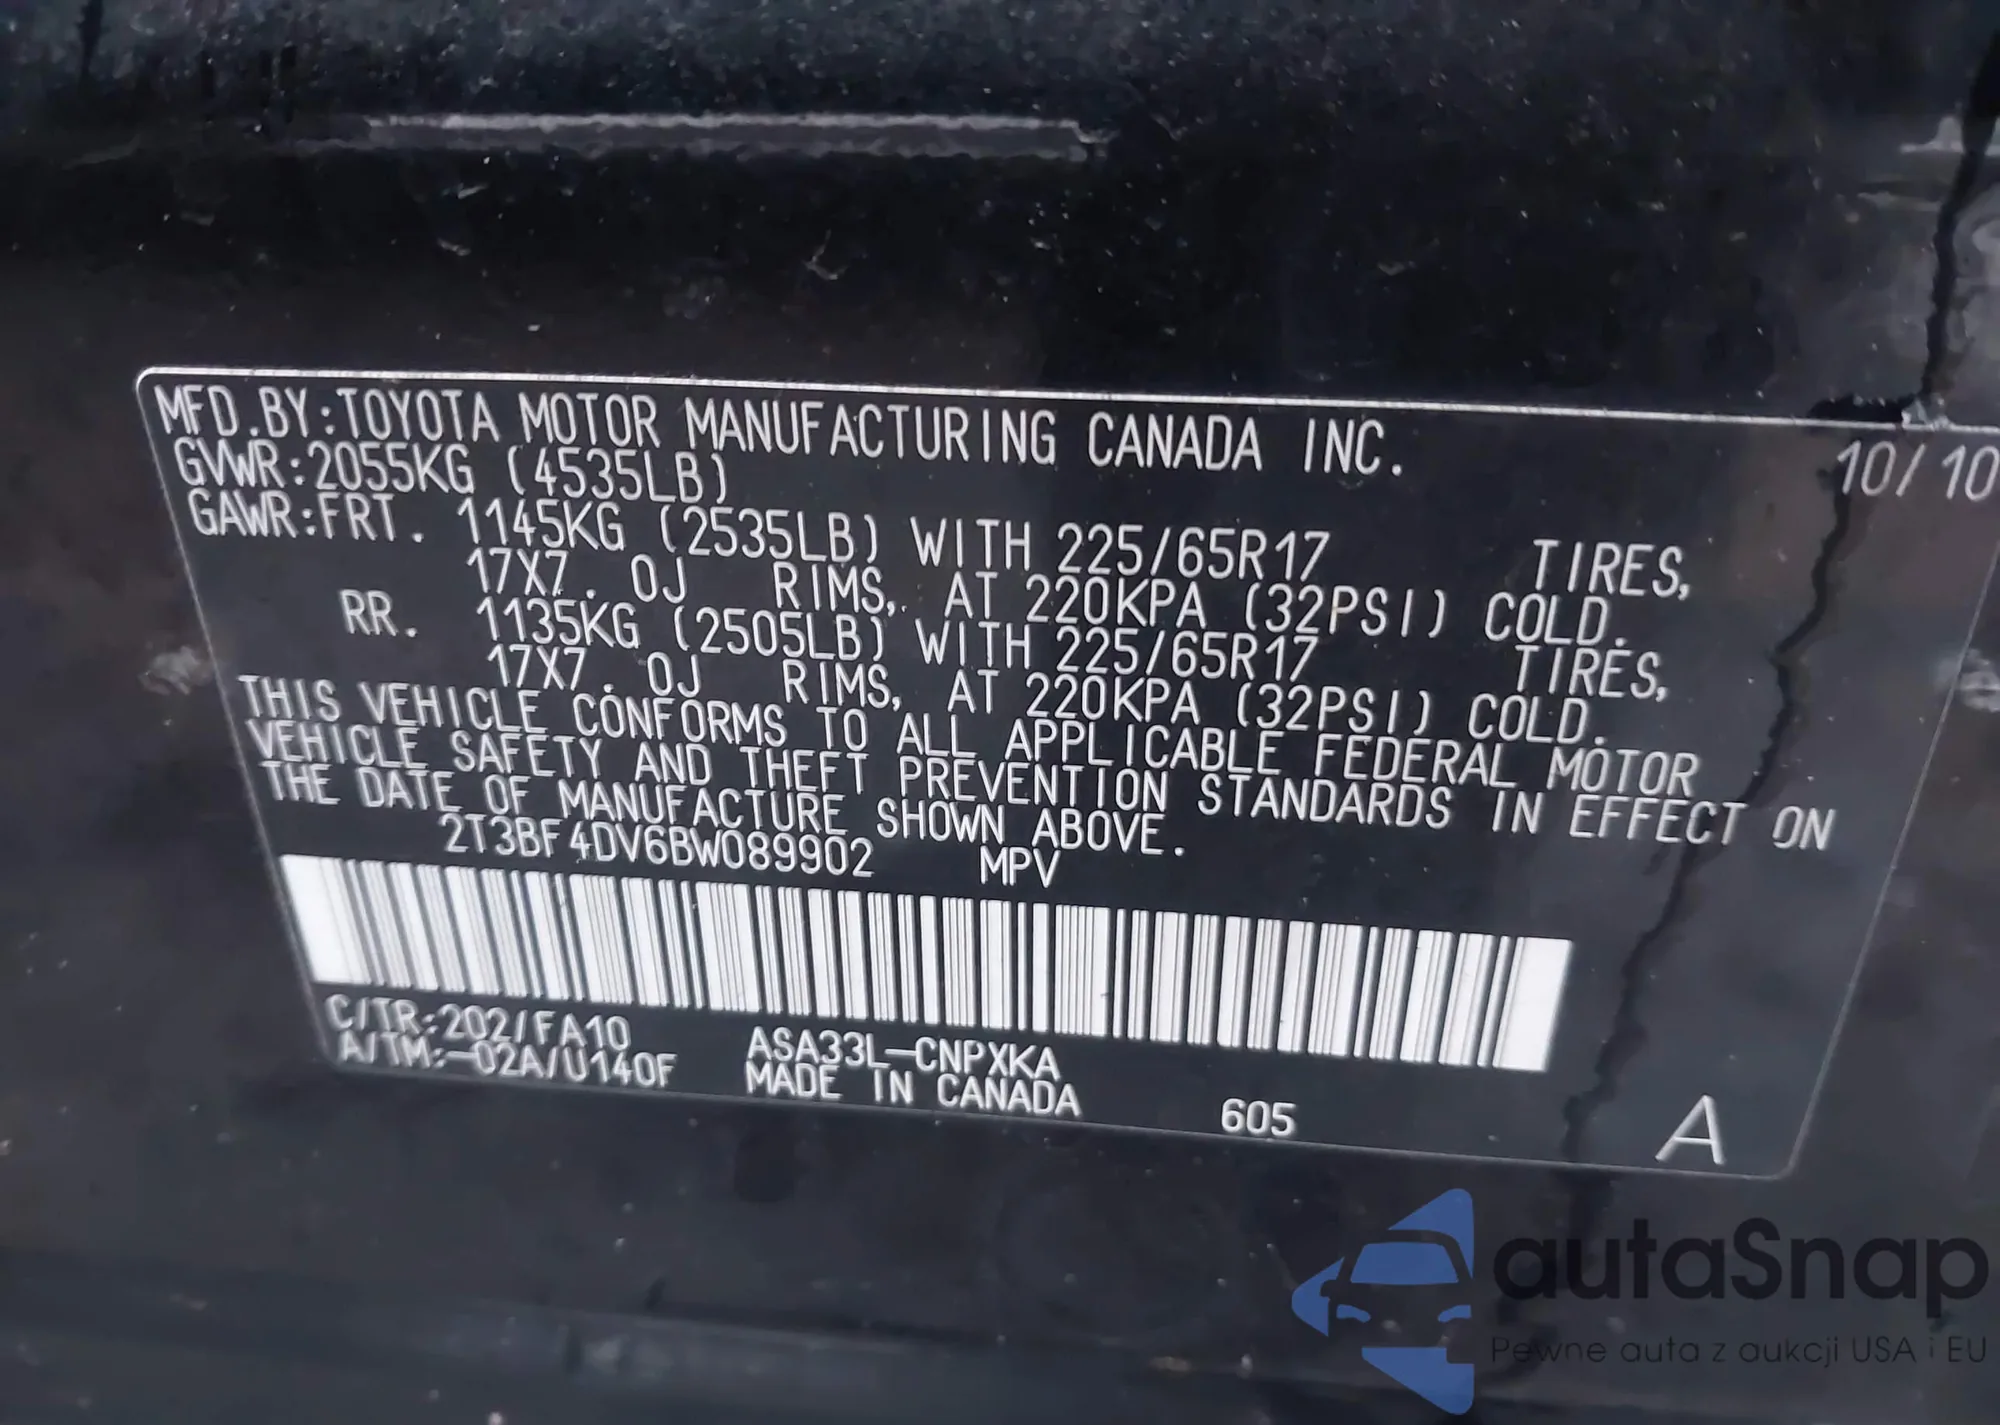 MFD.BY:TOYOTA MOTOR MANUFACTURING CANADA INC. 10/10
GVWR:2055KG (4535LB)
GAWR:FRT. 1145KG (2535LB) WITH 225/65R17 TIRES,
17X7. 0J RIMS, AT 220KPA (32PSI) COLD.
RR. 1135KG (2505LB) WITH 225/65R17 TIRES,
17X7. 0J RIMS, AT 220KPA (32PSI) COLD.
THIS VEHICLE CONFORMS TO ALL APPLICABLE FEDERAL MOTOR
VEHICLE SAFETY AND THEFT PREVENTION STANDARDS IN EFFECT ON
THE DATE OF MANUFACTURE SHOWN ABOVE.
2T3BF4DV6BW089902 MPV
C/TR:202/FA10 ASA33L-CNPXKA
A/TM:-02A/U140F MADE IN CANADA 605 A
autaSnap
Pewne auta z aukcji USA i EU